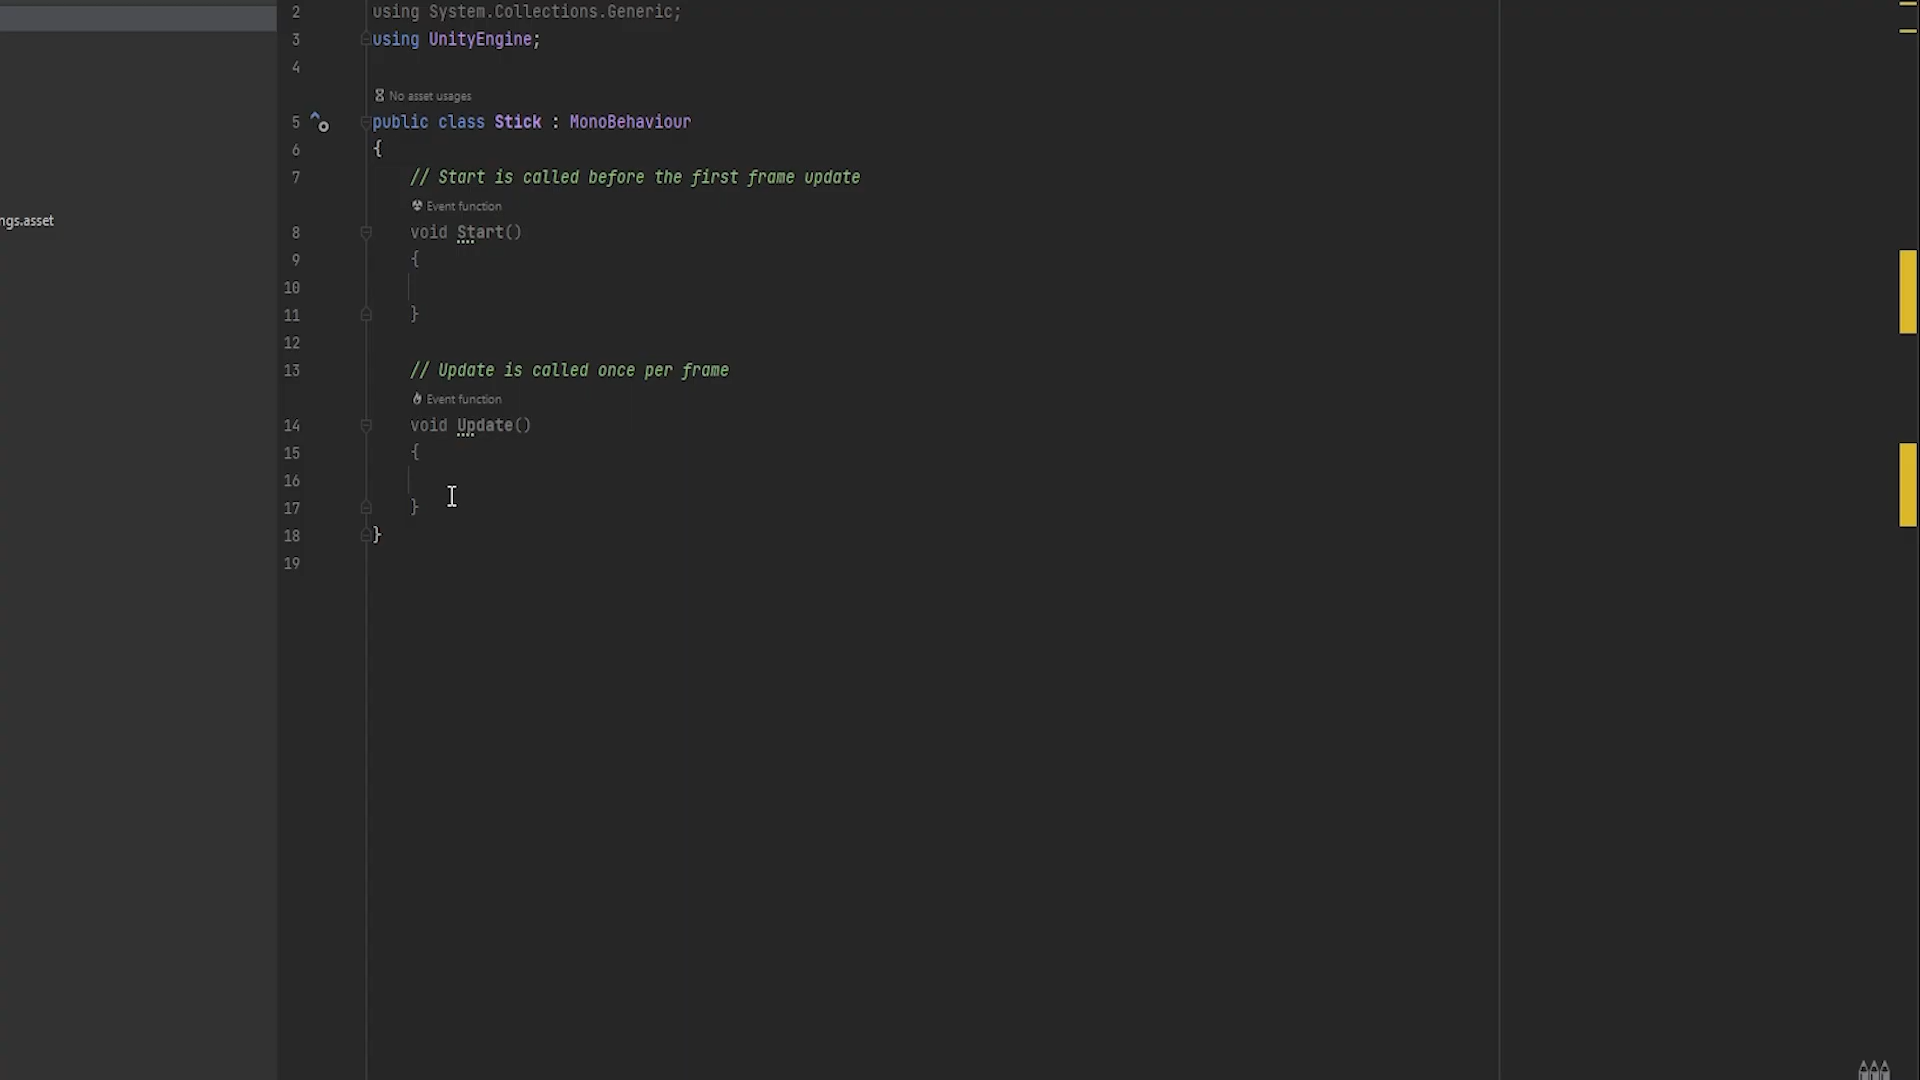 2 using System.Collections.Generic;
3 using UnityEngine;
4
No asset usages
5 public class Stick : MonoBehaviour
6 {
7 // Start is called before the first frame update
Event function
ngs.asset
8 void Start()
9 {
10
11 }
12
13 // Update is called once per frame
Event function
14 void Update()
15 {
16
17 }
18 }
19